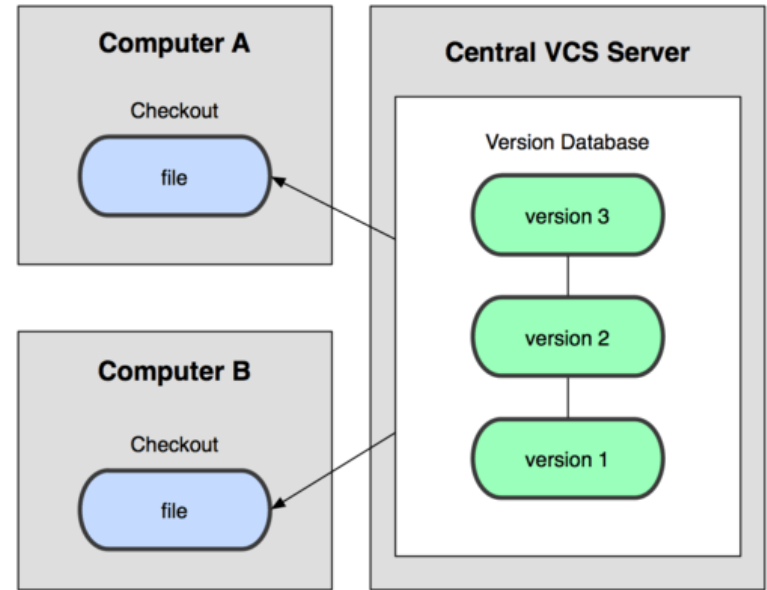 Computer A
Checkout
file
Computer B
Checkout
file
Central VCS Server
Version Database
version 3
version 2
version 1